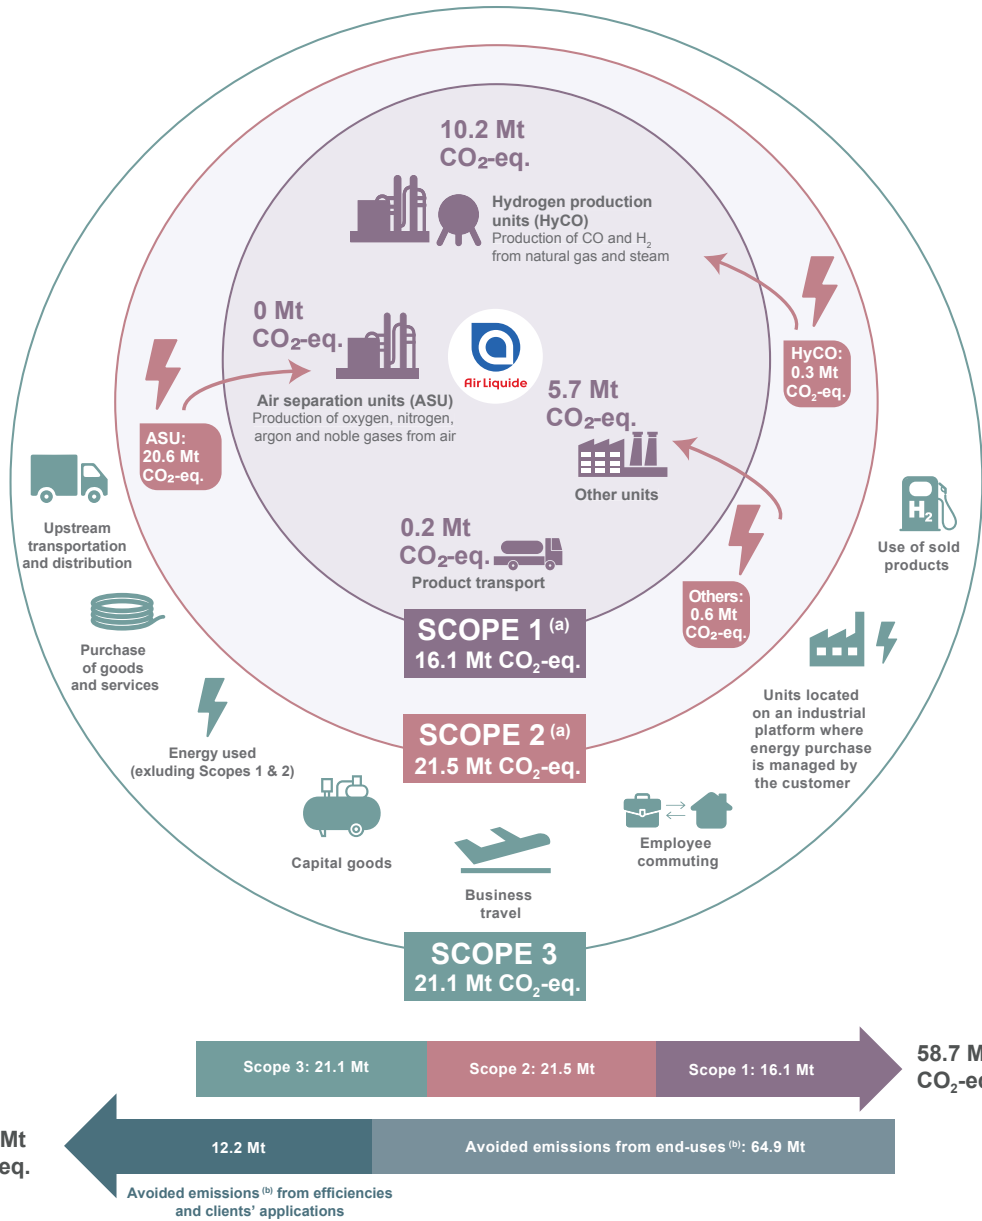 10.2 Mt
CO₂-eq.
Hydrogen production
units (HyCO)
Production of CO and H₂
from natural gas and steam
0 Mt
CO₂-eq.
Air separation units (ASU)
Production of oxygen, nitrogen,
argon and noble gases from air
Air Liquide
5.7 Mt
CO₂-eq.
Other units
0.2 Mt
CO₂-eq.
Product transport
SCOPE 1 (a)
16.1 Mt CO₂-eq.
HyCO:
0.3 Mt
CO₂-eq.
ASU:
20.6 Mt
CO₂-eq.
Others:
0.6 Mt
CO₂-eq.
SCOPE 2 (a)
21.5 Mt CO₂-eq.
Upstream
transportation
and distribution
Purchase
of goods
and services
Energy used
(exluding Scopes 1 & 2)
Capital goods
Business
travel
Employee
commuting
Units located
on an industrial
platform where
energy purchase
is managed by
the customer
H₂
Use of sold
products
SCOPE 3
21.1 Mt CO₂-eq.
Scope 3: 21.1 Mt
Scope 2: 21.5 Mt
Scope 1: 16.1 Mt
58.7 M
CO₂-e
Mt
eq.
12.2 Mt
Avoided emissions from end-uses (b): 64.9 Mt
Avoided emissions (b) from efficiencies
and clients' applications